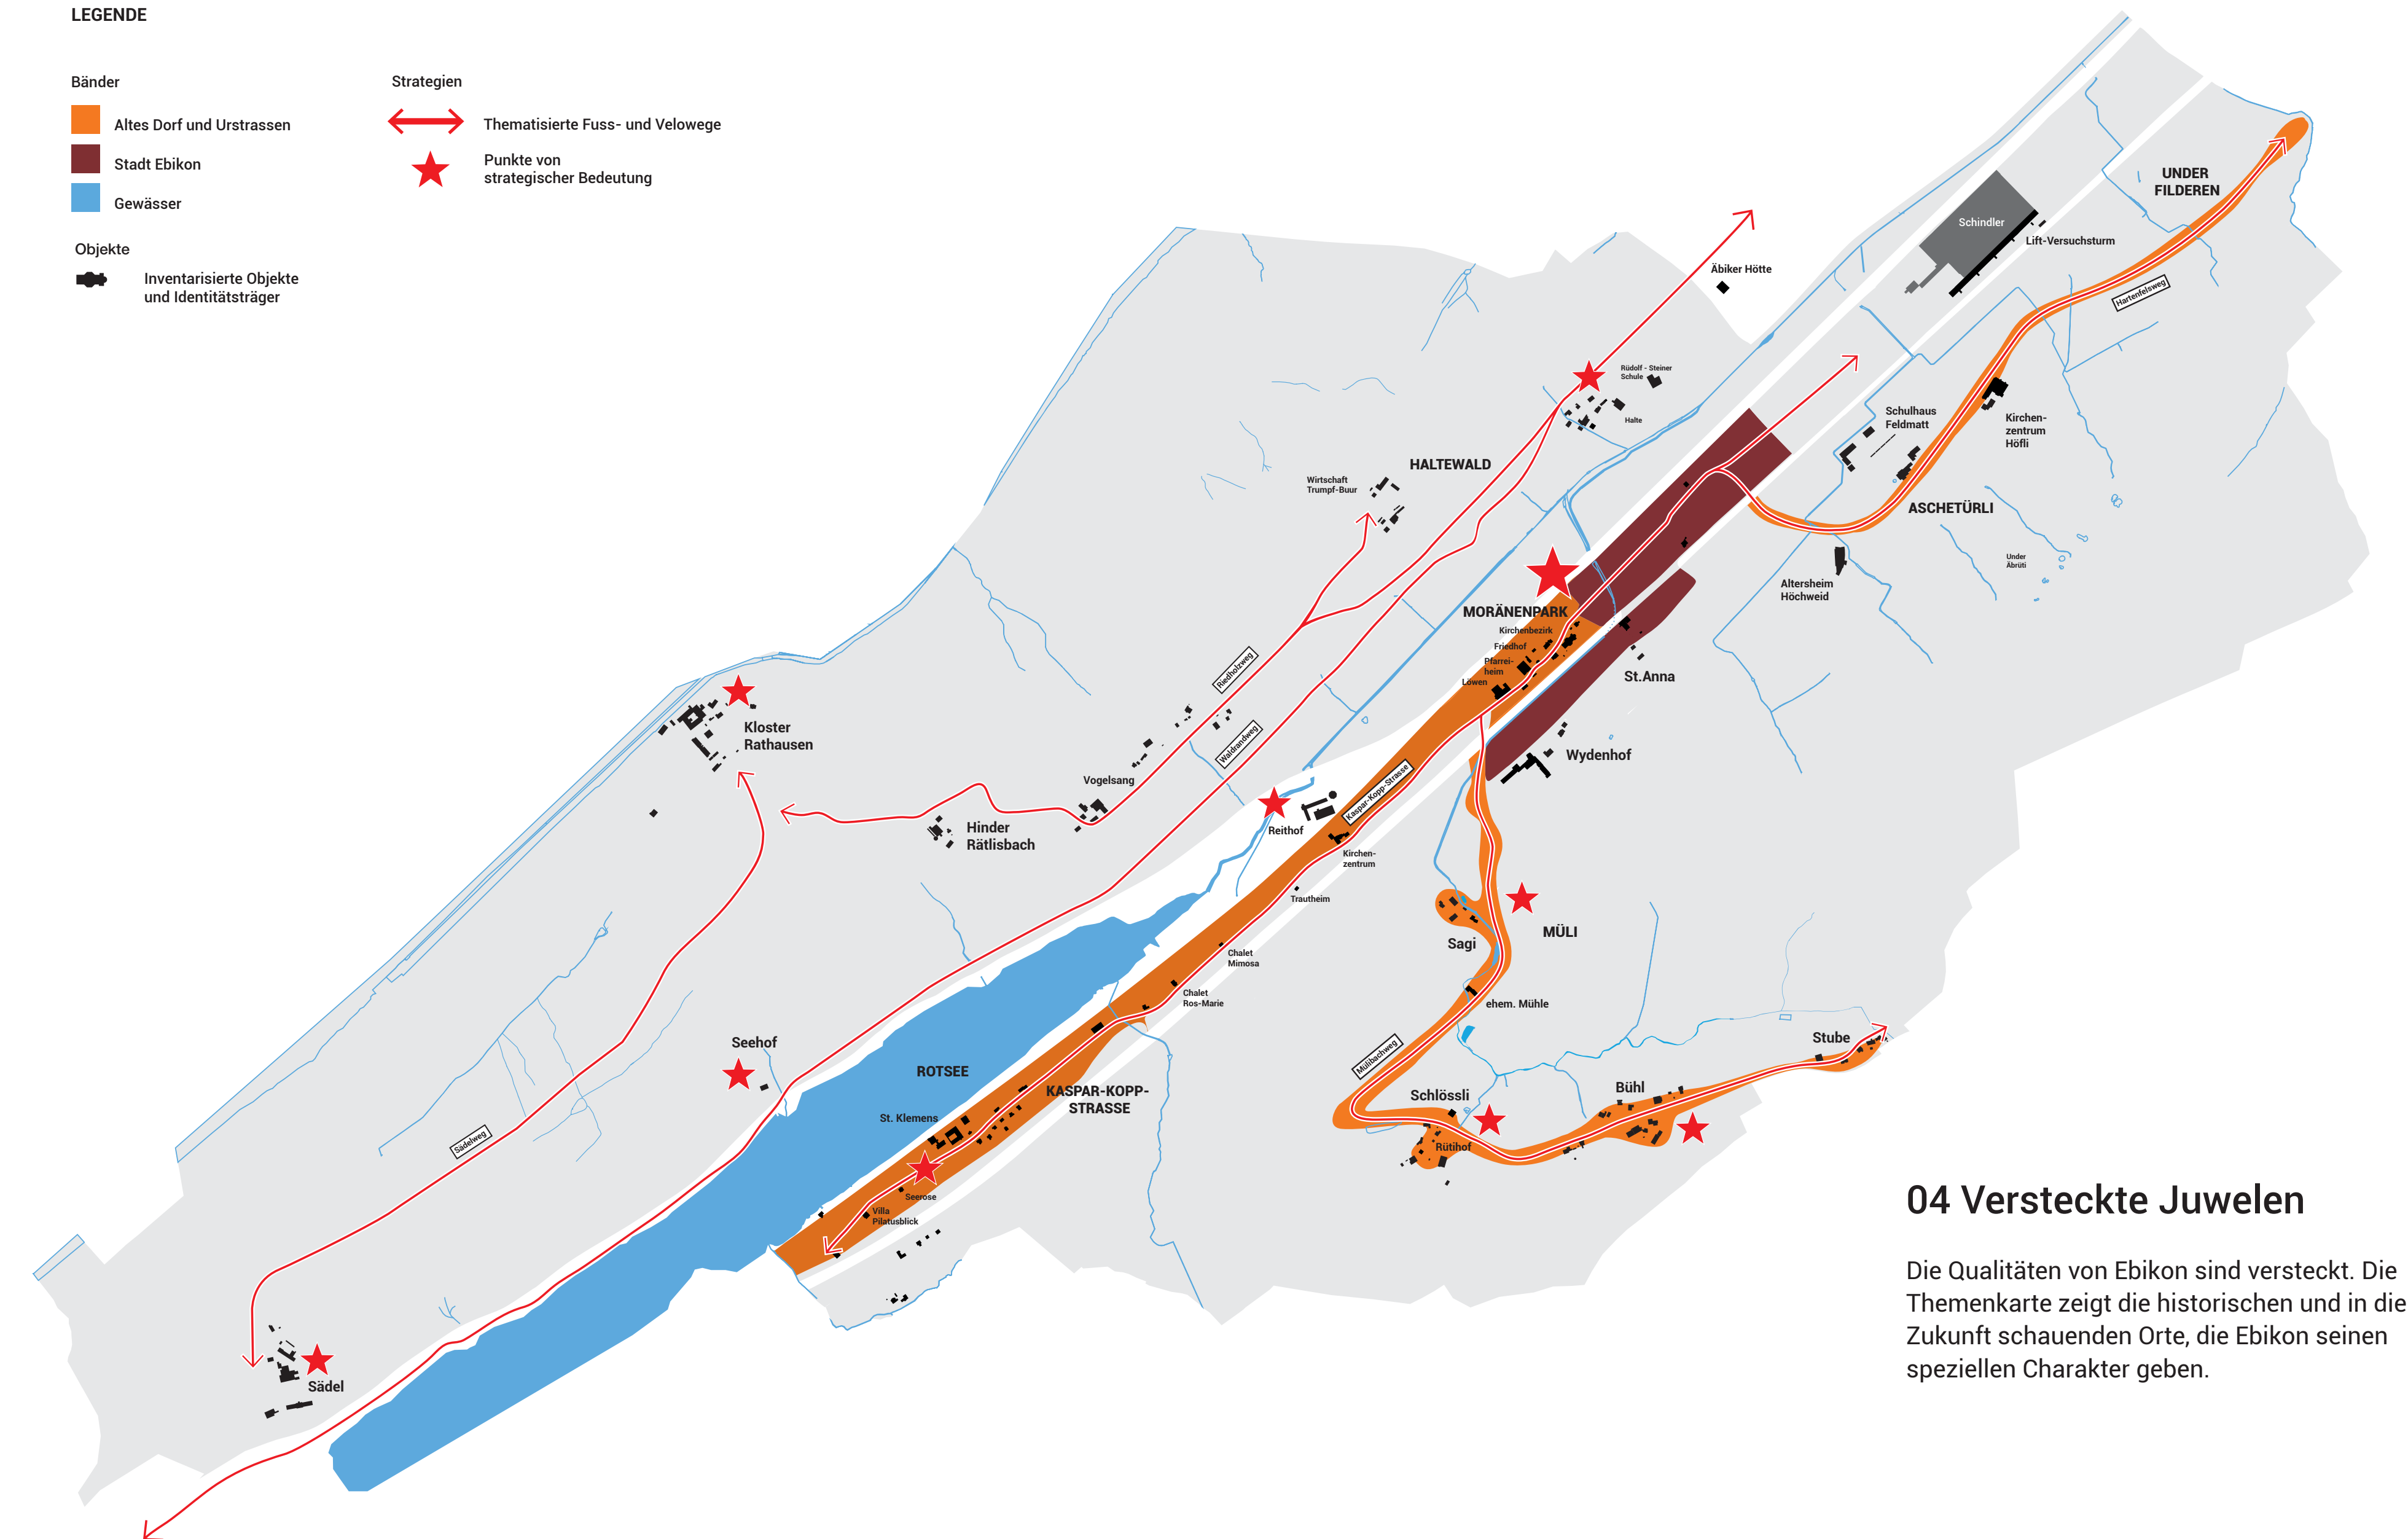 LEGENDE
Bänder
Altes Dorf und Urstrassen
Stadt Ebikon
Gewässer
Objekte
Inventarisierte Objekte
und Identitätsträger
Strategien
Thematisierte Fuss- und Velowege
Punkte von
strategischer Bedeutung
UNDER
FILDEREN
Schindler
Lift-Versuchsturm
Äbiker Hötte
Hartenfelsweg
Rüdolf - Steiner
Schule
Halte
Schulhaus
Feldmatt
Kirchen-
zentrum
Höfli
HALTEWALD
Wirtschaft
Trumpf-Buur
ASCHETÜRLI
Under
Äbrüti
Altersheim
Höchweid
MORÄNENPARK
Kirchenbezirk
Friedhof
Pfarrei-
heim
Löwen
St.Anna
Riedholzweg
Waldrandweg
Kloster
Rathausen
Wydenhof
Vogelsang
Kaspar-Kopp-Strasse
Hinder
Rätlisbach
Reithof
Kirchen-
zentrum
Trautheim
Sagi
MÜLI
Chalet
Mimosa
Chalet
Ros-Marie
ehem. Mühle
Seehof
Mülibachweg
Stube
ROTSEE
KASPAR-KOPP-
STRASSE
Schlössli
Bühl
St. Klemens
Sädelweg
Rütihof
Seerose
Villa
Pilatusblick
Sädel
04 Versteckte Juwelen
Die Qualitäten von Ebikon sind versteckt. Die
Themenkarte zeigt die historischen und in die
Zukunft schauenden Orte, die Ebikon seinen
speziellen Charakter geben.